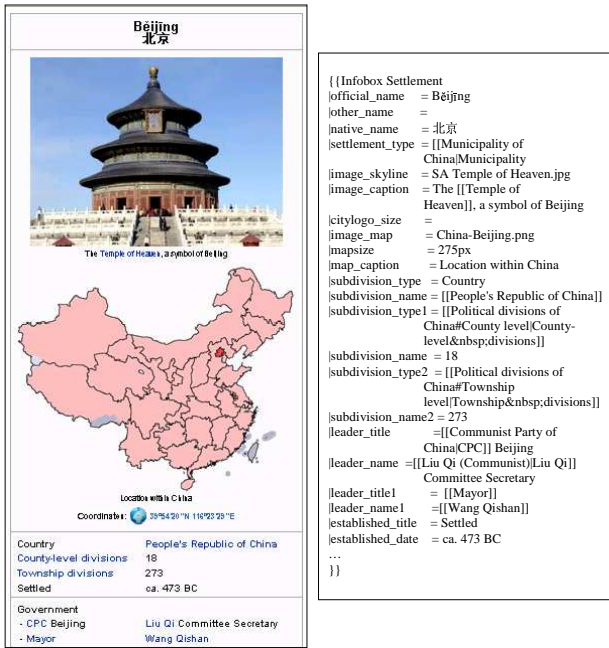 Běijīng
北京
The Temple of Heaven, a symbol of Beijing
Location within China
Coordinates: 39°54'20"N 116°23'29"E
Country People's Republic of China
County-level divisions 18
Township divisions 273
Settled ca. 473 BC
Government
- CPC Beijing Liu Qi Committee Secretary
- Mayor Wang Qishan
{{Infobox Settlement
|official_name = Běijīng
|other_name =
|native_name = 北京
|settlement_type = [[Municipality of
China|Municipality
|image_skyline = SA Temple of Heaven.jpg
|image_caption = The [[Temple of
Heaven]], a symbol of Beijing
|citylogo_size =
|image_map = China-Beijing.png
|mapsize = 275px
|map_caption = Location within China
|subdivision_type = Country
|subdivision_name = [[People's Republic of China]]
|subdivision_type1 = [[Political divisions of
China#County level|County-
level&nbsp;divisions]]
|subdivision_name = 18
|subdivision_type2 = [[Political divisions of
China#Township
level|Township&nbsp;divisions]]
|subdivision_name2 = 273
|leader_title =[[Communist Party of
China|CPC]] Beijing
|leader_name =[[Liu Qi (Communist)|Liu Qi]]
Committee Secretary
|leader_title1 = [[Mayor]]
|leader_name1 =[[Wang Qishan]]
|established_title = Settled
|established_date = ca. 473 BC
…
}}